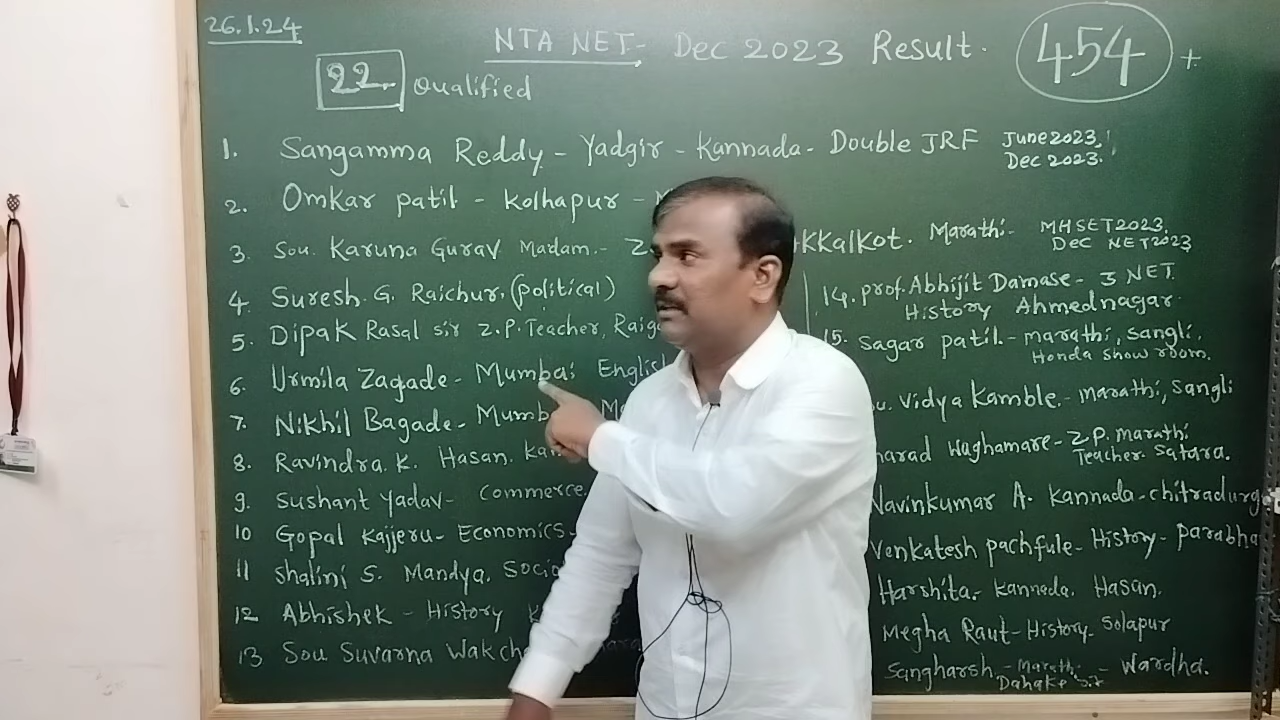 26.1.24
NTA NET- Dec 2023 Result.
454 +
22. Qualified
1. Sangamma Reddy - Yadgir - Kannada - Double JRF June 2023, Dec 2023.
2. Omkar patil - Kolhapur -
3. Sou. Karuna Gurav Madam. - Z kkalkot. Marathi- MHSET2023, Dec NET2023
4. Suresh. G. Raichur, (political)
5. Dipak Rasal sir Z.P. Teacher, Raig
6. Urmila Zagade - Mumbai English
7. Nikhil Bagade - Mumb
8. Ravindra. K. Hasan.
9. Sushant Yadav- Commerce.
10 Gopal Kajjeru- Economics-
11 Shalini S. Mandya. Socio
12 Abhishek - History
13 Sou Suvarna Wakch
14. prof. Abhijit Damase - 3 NET.
History Ahmednagar.
15. Sagar patil - marathi, sangli.
Honda show room.
u. Vidya Kamble. - marathi, Sangli
harad Waghamare - Z.P. marathi
Teacher. Satara.
Navinkumar A. Kannada - chitradurg
Venkatesh pachfule - History - Parabha
Harshita. Kannada. Hasan.
Megha Raut - History - Solapur
Sangharsh - Marathi - Wardha.
Dahake Sir